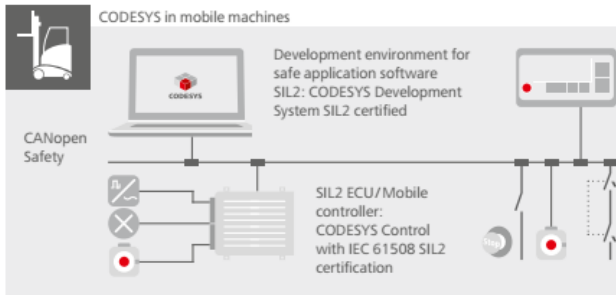 CODESYS in mobile machines
Development environment for
safe application software
SIL2: CODESYS Development
System SIL2 certified
CODESYS
CANopen
Safety
SIL2 ECU/Mobile
controller:
CODESYS Control
with IEC 61508 SIL2
certification